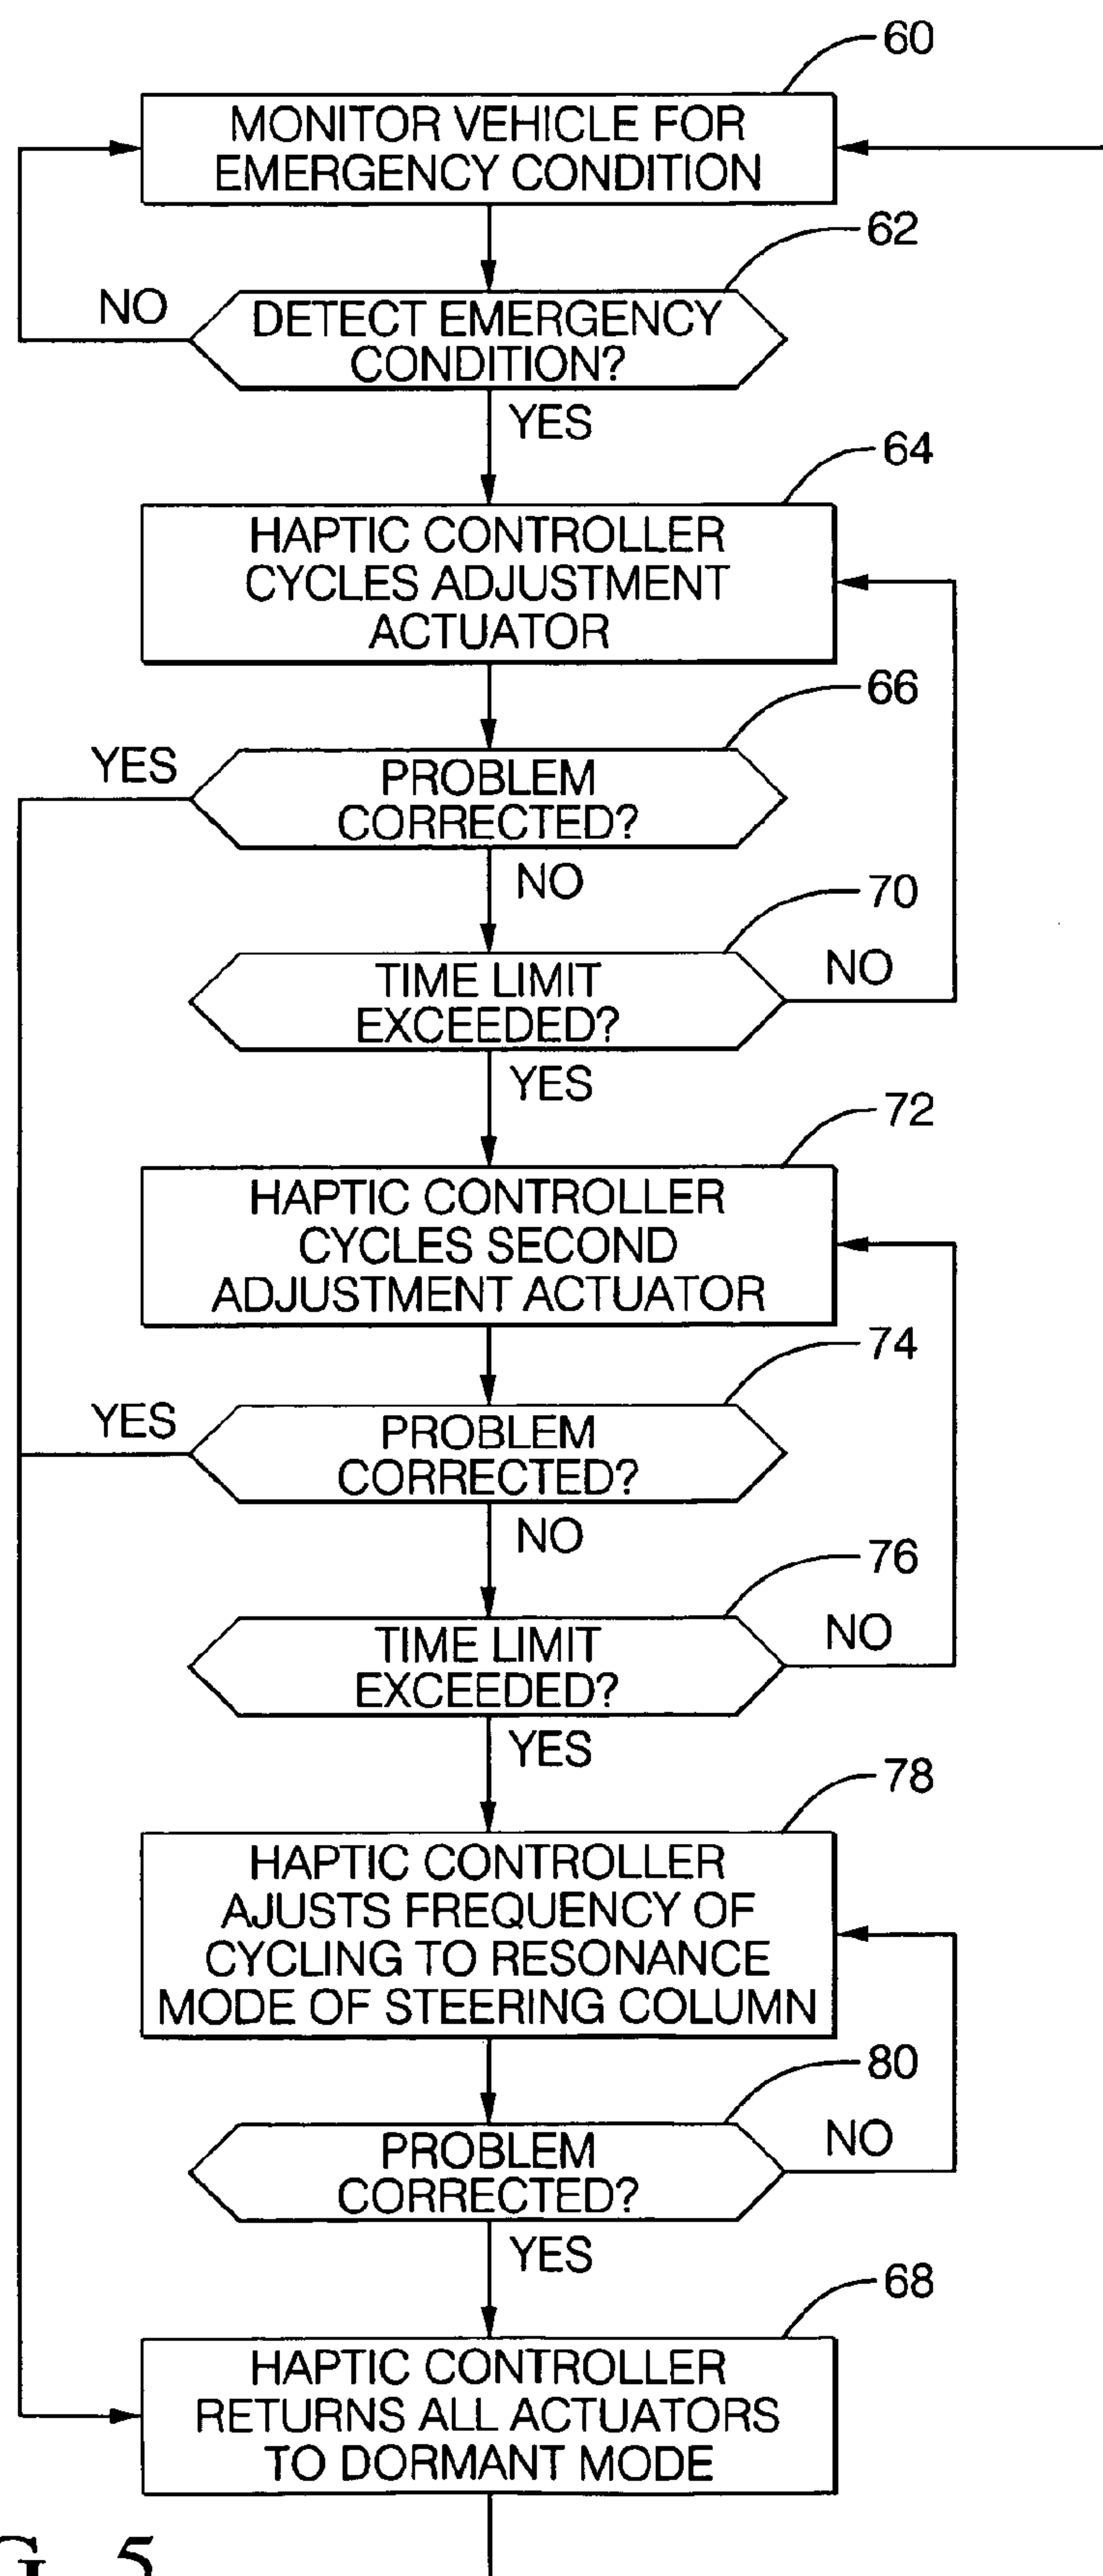 60
MONITOR VEHICLE FOR
EMERGENCY CONDITION
62
NO
DETECT EMERGENCY
CONDITION?
YES
64
HAPTIC CONTROLLER
CYCLES ADJUSTMENT
ACTUATOR
66
YES
PROBLEM
CORRECTED?
NO
70
TIME LIMIT
EXCEEDED?
NO
YES
72
HAPTIC CONTROLLER
CYCLES SECOND
ADJUSTMENT ACTUATOR
74
YES
PROBLEM
CORRECTED?
NO
76
TIME LIMIT
EXCEEDED?
NO
YES
78
HAPTIC CONTROLLER
AJUSTS FREQUENCY OF
CYCLING TO RESONANCE
MODE OF STEERING COLUMN
80
PROBLEM
CORRECTED?
NO
YES
68
HAPTIC CONTROLLER
RETURNS ALL ACTUATORS
TO DORMANT MODE
G 5